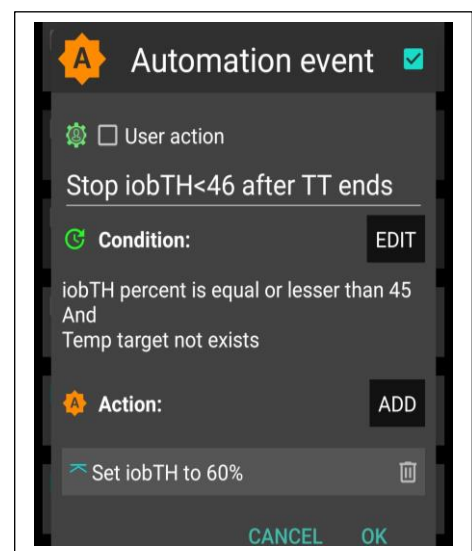 A Automation event
User action
Stop iobTH<46 after TT ends
Condition: EDIT
iobTH percent is equal or lesser than 45
And
Temp target not exists
A Action: ADD
Set iobTH to 60%
CANCEL OK